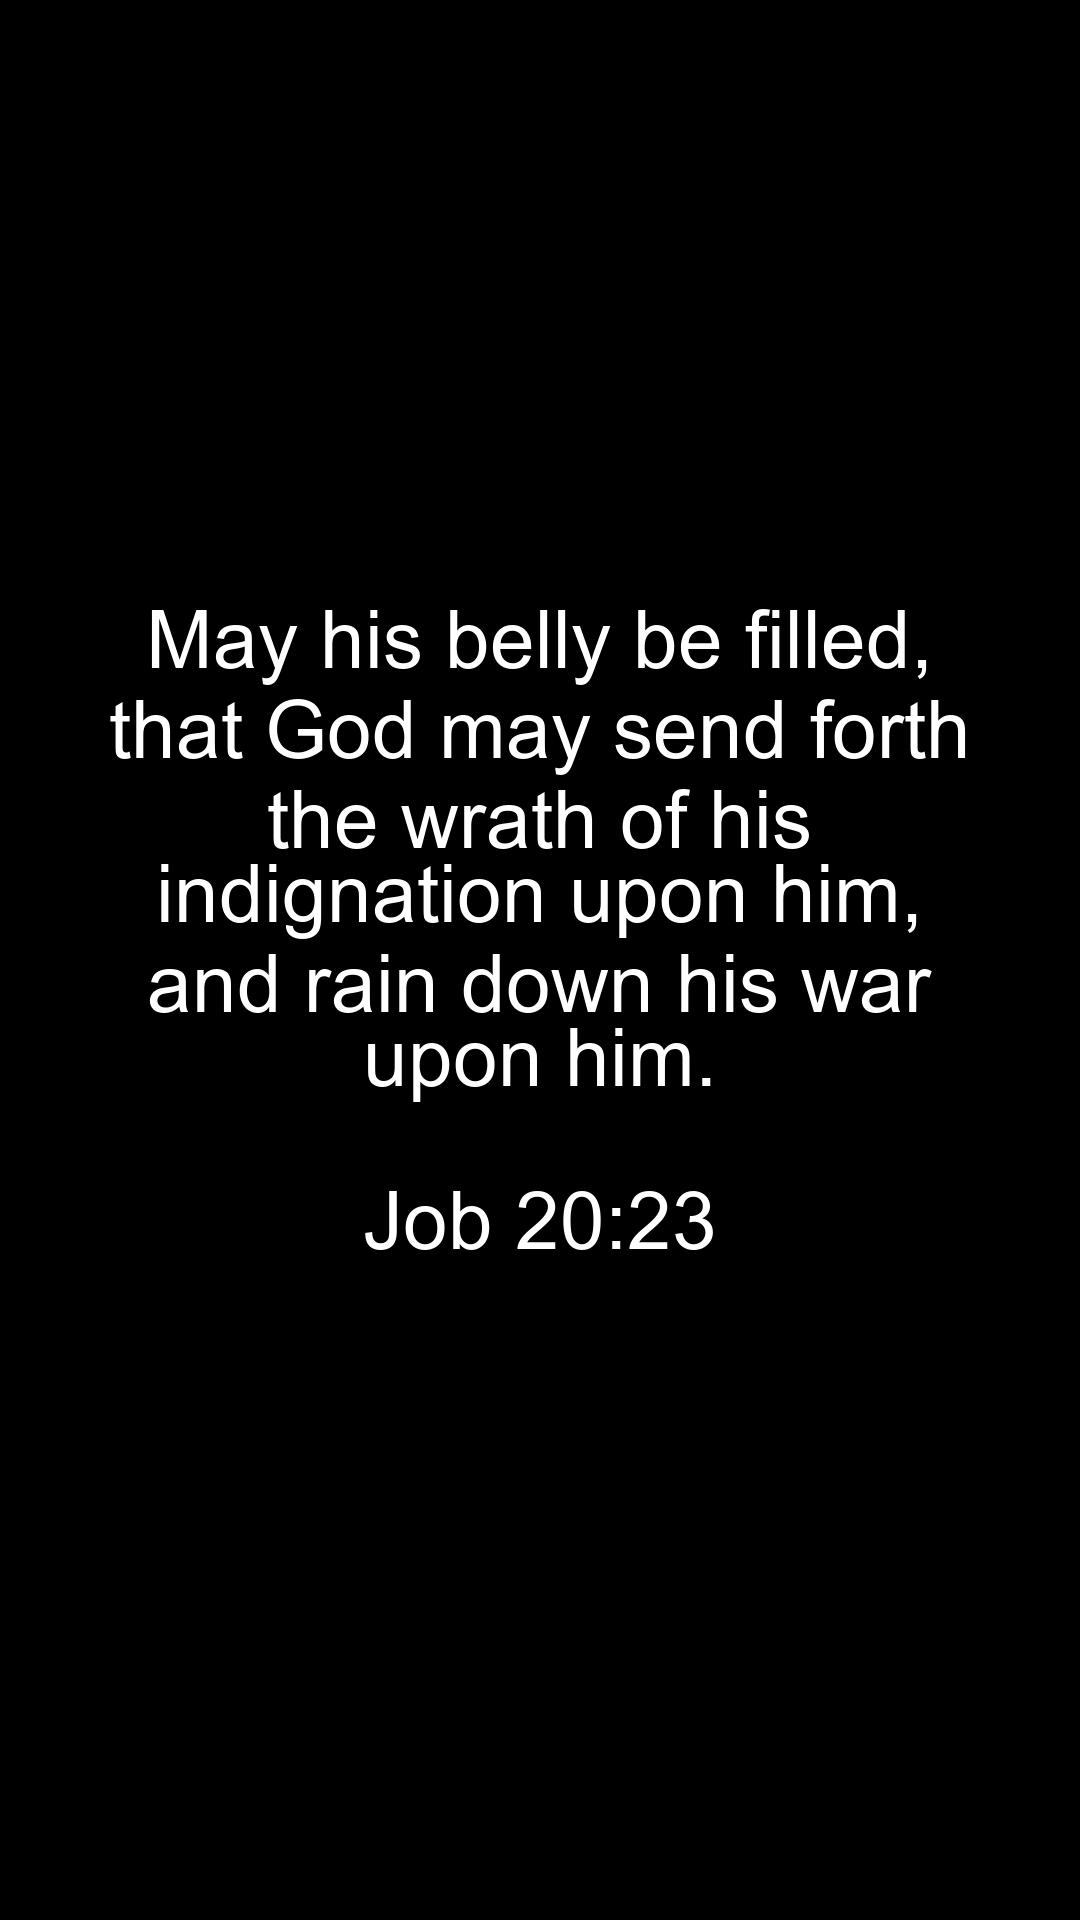 May his belly be filled,
that God may send forth
the wrath of his
indignation upon him,
and rain down his war
upon him.
Job 20:23